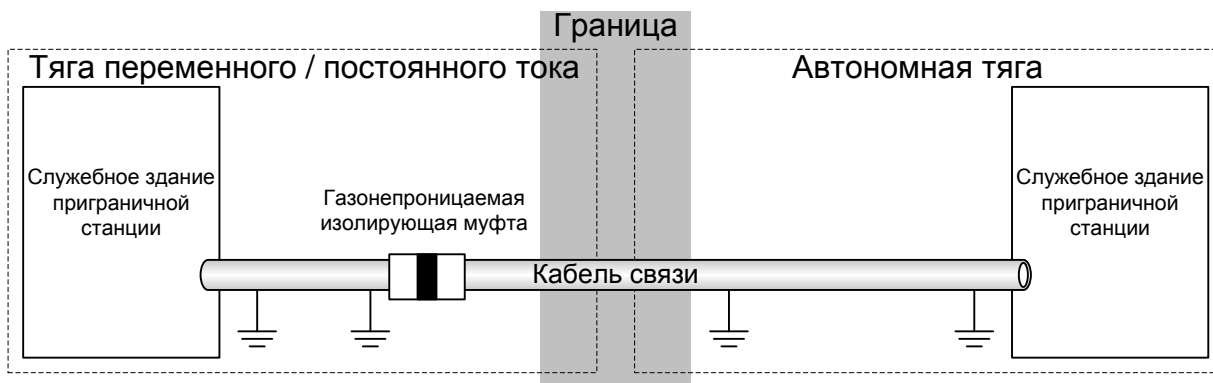 Граница
Тяга переменного / постоянного тока
Автономная тяга
Служебное здание
приграничной
станции
Газонепроницаемая
изолирующая муфта
Служебное здание
приграничной
станции
Кабель связи